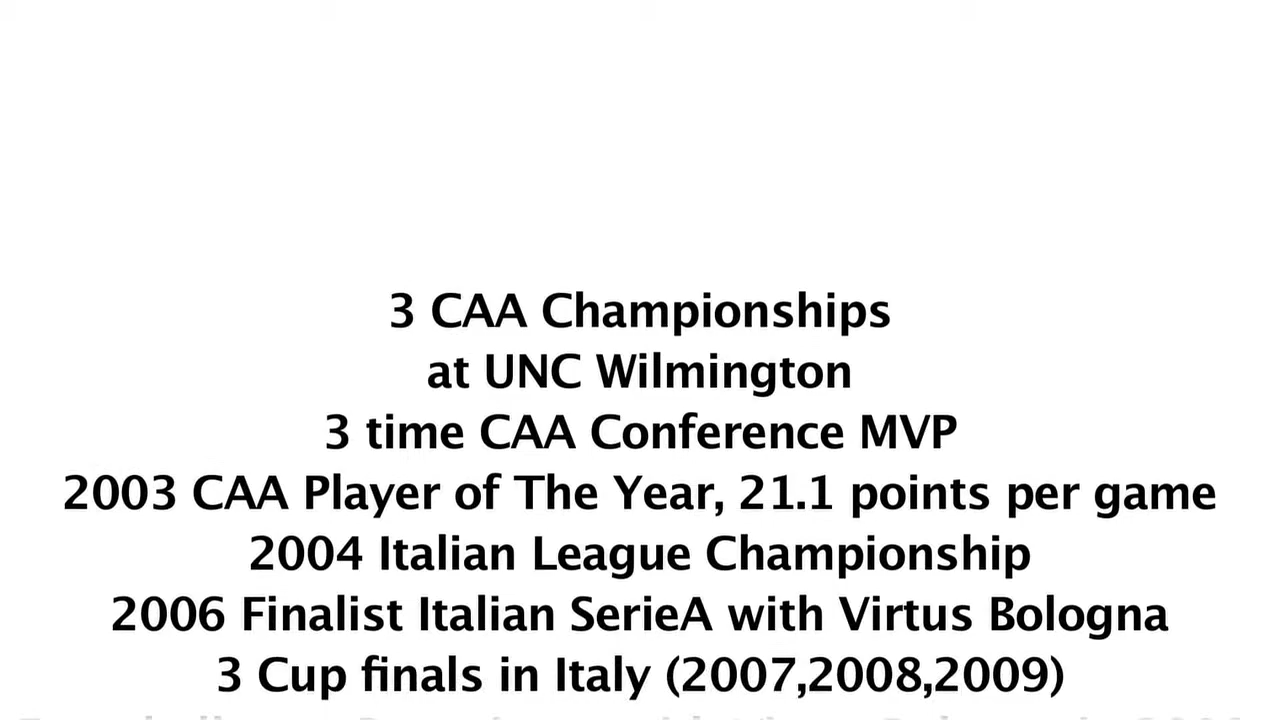 3 CAA Championships
at UNC Wilmington
3 time CAA Conference MVP
2003 CAA Player of The Year, 21.1 points per game
2004 Italian League Championship
2006 Finalist Italian SerieA with Virtus Bologna
3 Cup finals in Italy (2007,2008,2009)